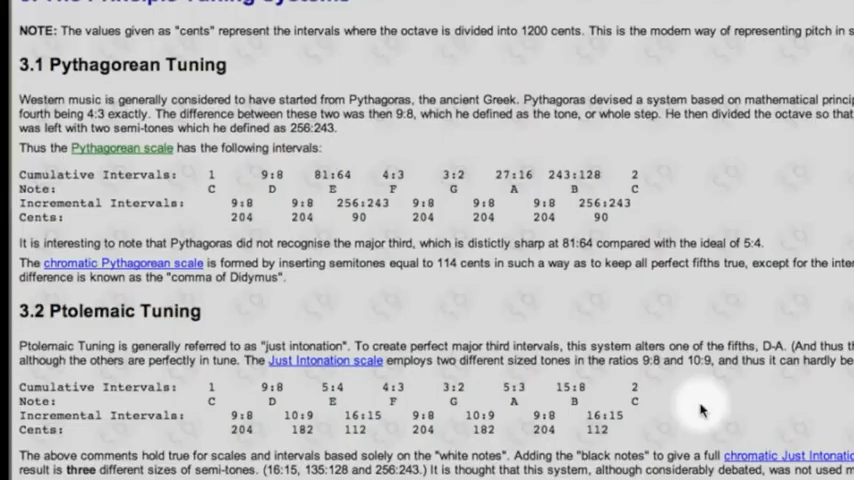 3. The Principle Tuning Systems
NOTE: The values given as "cents" represent the intervals where the octave is divided into 1200 cents. This is the modern way of representing pitch in s
3.1 Pythagorean Tuning
Western music is generally considered to have started from Pythagoras, the ancient Greek. Pythagoras devised a system based on mathematical princip
fourth being 4:3 exactly. The difference between these two was then 9:8, which he defined as the tone, or whole step. He then divided the octave so that
was left with two semi-tones which he defined as 256:243.
Thus the Pythagorean scale has the following intervals:
Cumulative Intervals: 1 9:8 81:64 4:3 3:2 27:16 243:128 2
Note: C D E F G A B C
Incremental Intervals: 9:8 9:8 256:243 9:8 9:8 9:8 256:243
Cents: 204 204 90 204 204 204 90
It is interesting to note that Pythagoras did not recognise the major third, which is distictly sharp at 81:64 compared with the ideal of 5:4.
The chromatic Pythagorean scale is formed by inserting semitones equal to 114 cents in such a way as to keep all perfect fifths true, except for the inte
difference is known as the "comma of Didymus".
3.2 Ptolemaic Tuning
Ptolemaic Tuning is generally referred to as "just intonation". To create perfect major third intervals, this system alters one of the fifths, D-A. (And thus th
although the others are perfectly in tune. The Just Intonation scale employs two different sized tones in the ratios 9:8 and 10:9, and thus it can hardly be
Cumulative Intervals: 1 9:8 5:4 4:3 3:2 5:3 15:8 2
Note: C D E F G A B C
Incremental Intervals: 9:8 10:9 16:15 9:8 10:9 9:8 16:15
Cents: 204 182 112 204 182 204 112
The above comments hold true for scales and intervals based solely on the "white notes". Adding the "black notes" to give a full chromatic Just Intonatio
result is three different sizes of semi-tones. (16:15, 135:128 and 256:243.) It is thought that this system, although considerably debated, was not used m